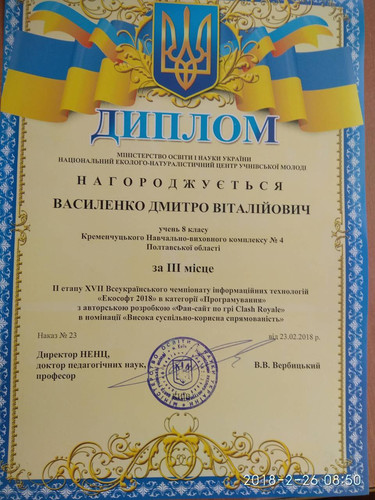 ДИПЛОМ
МІНІСТЕРСТВО ОСВІТИ І НАУКИ УКРАЇНИ
НАЦІОНАЛЬНИЙ ЕКОЛОГО-НАТУРАЛІСТИЧНИЙ ЦЕНТР УЧНІВСЬКОЇ МОЛОДІ
НАГОРОДЖУЄТЬСЯ
ВАСИЛЕНКО ДМИТРО ВІТАЛІЙОВИЧ
учень 8 класу
Кременчуцького Навчально-виховного комплексу № 4
Полтавської області
за ІІІ місце
ІІ етапу XVII Всеукраїнського чемпіонату інформаційних технологій
«Екософт 2018» в категорії «Програмування»
з авторською розробкою «Фан-сайт по грі Clash Royale»
в номінації «Висока суспільно-корисна спрямованість»
Наказ № 23 від 23.02.2018 р.
Директор НЕНЦ,
доктор педагогічних наук,
професор В.В. Вербицький
2018-2-26 08:50